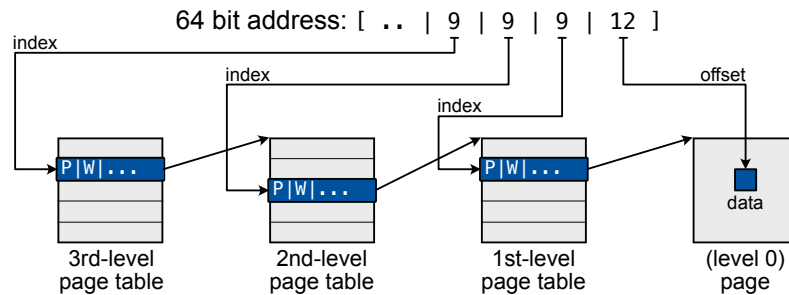 64 bit address: [ .. | 9 | 9 | 9 | 12 ]
index
index
index
offset
P|W|...
P|W|...
P|W|...
data
3rd-level
page table
2nd-level
page table
1st-level
page table
(level 0)
page